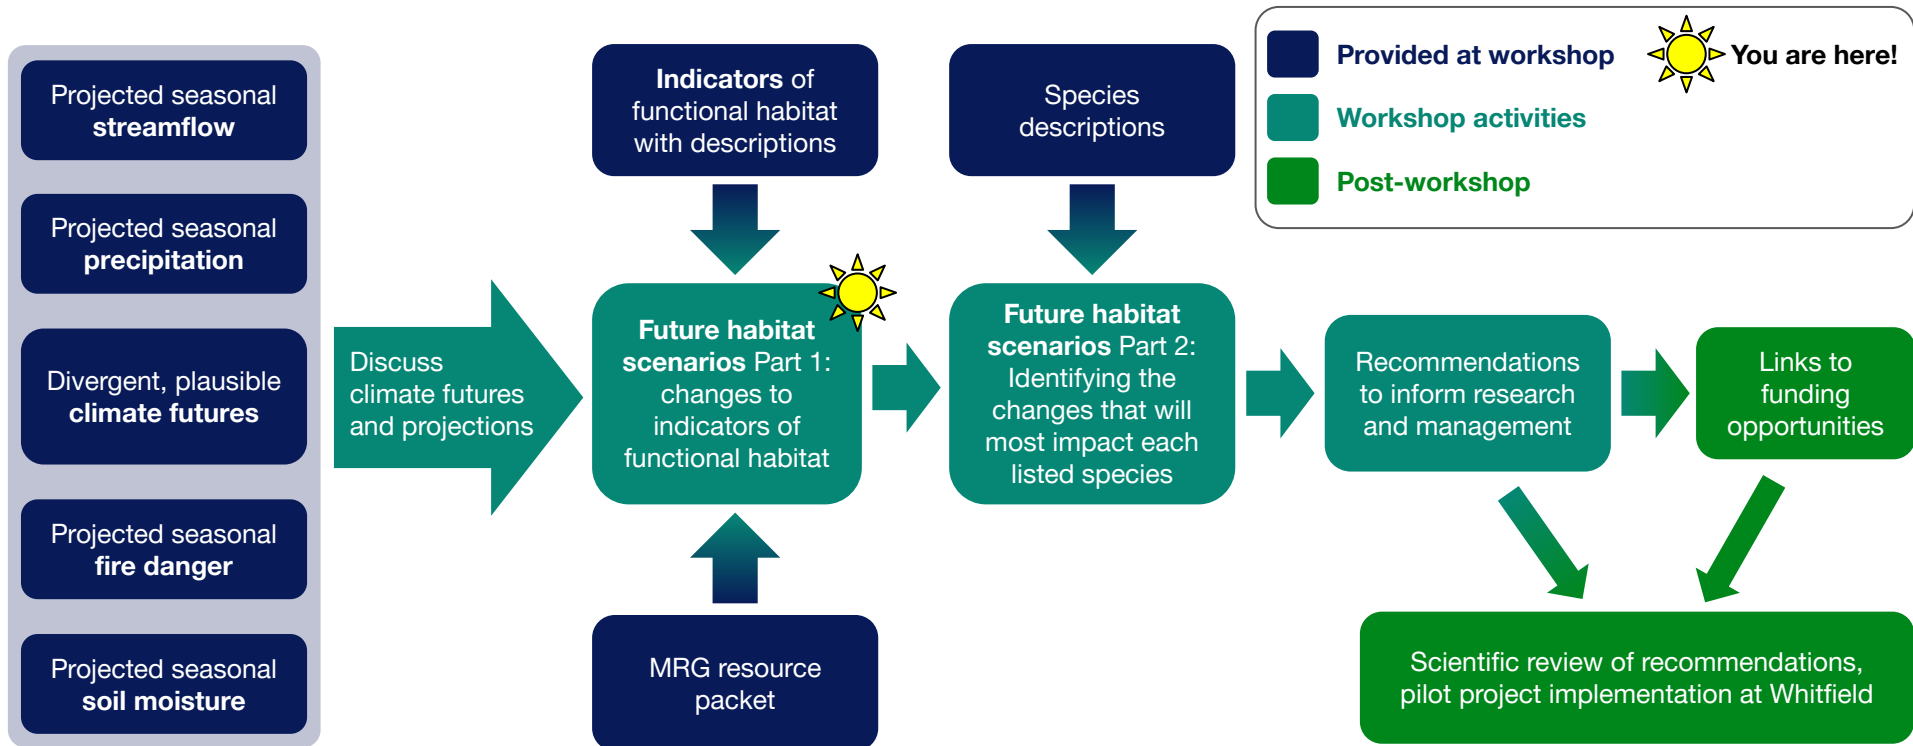 Projected seasonal
streamflow
Projected seasonal
precipitation
Divergent, plausible
climate futures
Projected seasonal
fire danger
Projected seasonal
soil moisture
Discuss
climate futures
and projections
Indicators of
functional habitat
with descriptions
Future habitat
scenarios Part 1:
changes to
indicators of
functional habitat
MRG resource
packet
Species
descriptions
Future habitat
scenarios Part 2:
Identifying the
changes that will
most impact each
listed species
Recommendations
to inform research
and management
Links to
funding
opportunities
Scientific review of recommendations,
pilot project implementation at Whitfield
Provided at workshop
You are here!
Workshop activities
Post-workshop